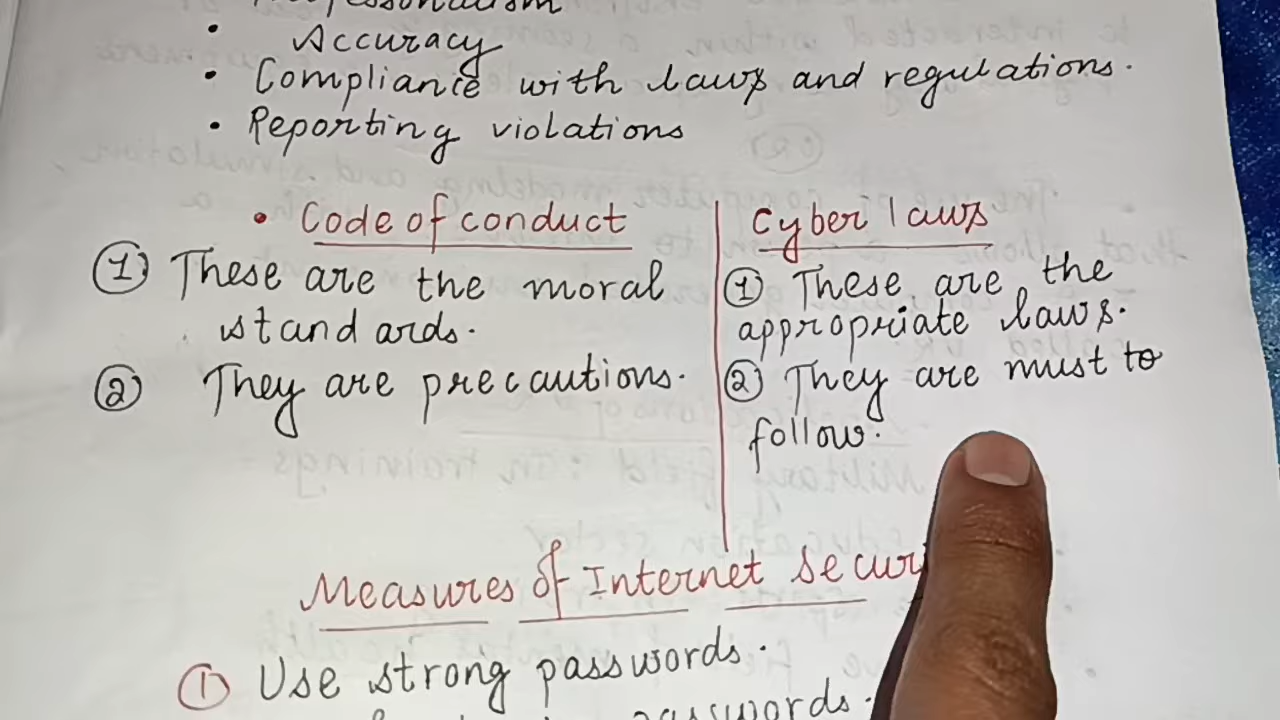 • Accuracy
• Compliance with laws and regulations.
• Reporting violations
• Code of conduct
① These are the moral
standards.
② They are precautions.
Cyber laws
① These are the
appropriate laws.
② They are must to
follow.
Measures of Internet
① Use strong passwords.
passwords.